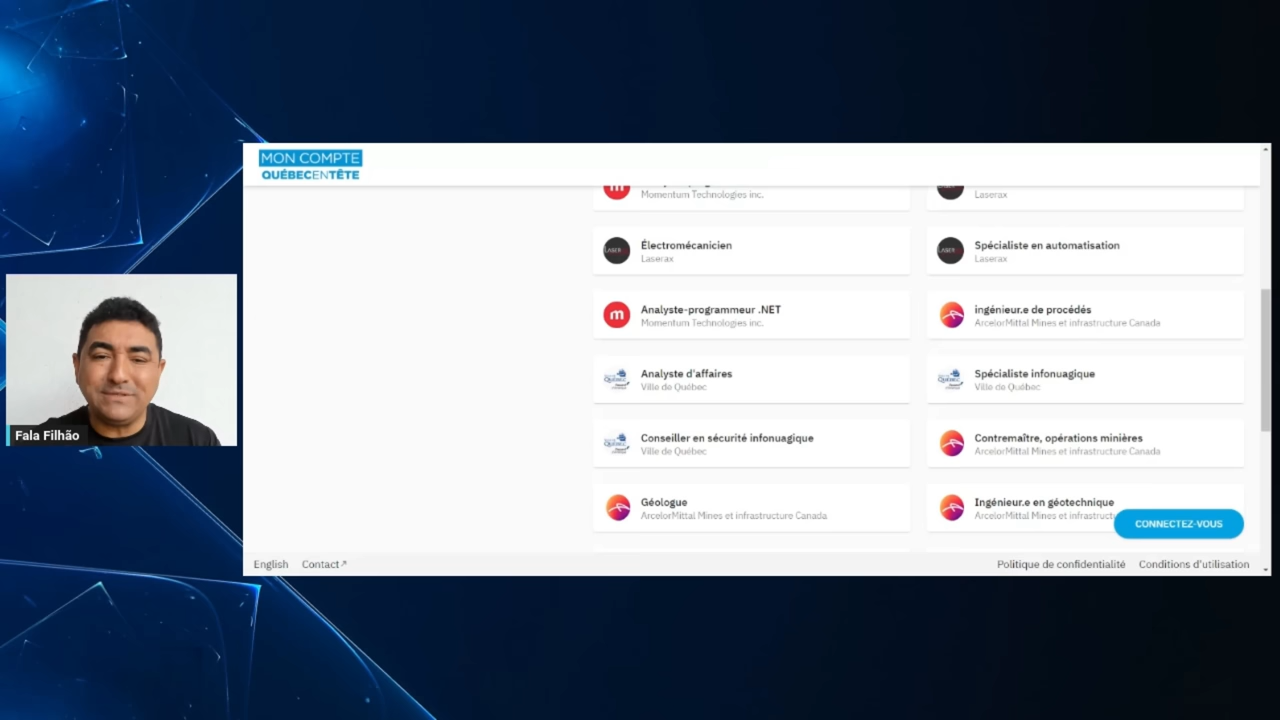 MON COMPTE
QUÉBECENTÊTE
Momentum Technologies inc.
Laserax
Électromécanicien
Laserax
Spécialiste en automatisation
Laserax
Analyste-programmeur .NET
Momentum Technologies inc.
ingénieur.e de procédés
ArcelorMittal Mines et infrastructure Canada
Analyste d'affaires
Ville de Québec
Spécialiste infonuagique
Ville de Québec
Conseiller en sécurité infonuagique
Ville de Québec
Contremaître, opérations minières
ArcelorMittal Mines et infrastructure Canada
Géologue
ArcelorMittal Mines et infrastructure Canada
Ingénieur.e en géotechnique
ArcelorMittal Mines et
CONNECTEZ-VOUS
Fala Filhão
English Contact
Politique de confidentialité Conditions d'utilisation